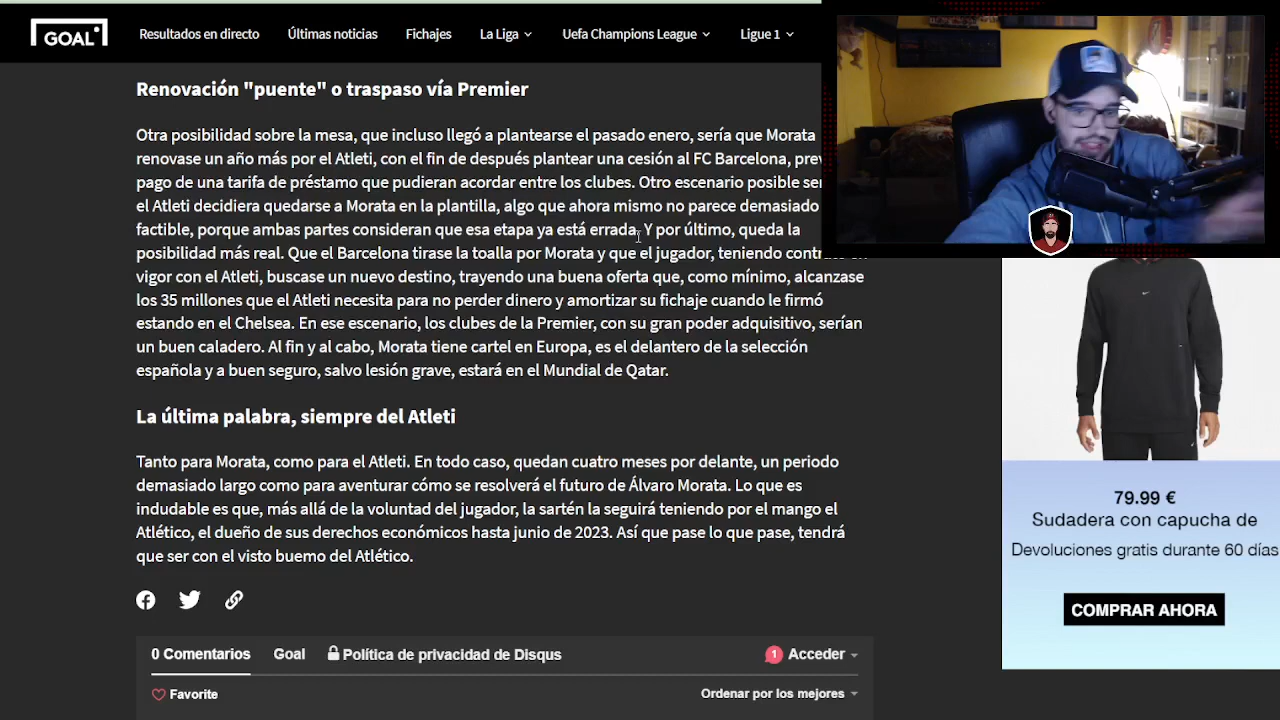 GOAL
Resultados en directo
Últimas noticias
Fichajes
La Liga
Uefa Champions League
Ligue 1
Renovación "puente" o traspaso vía Premier
Otra posibilidad sobre la mesa, que incluso llegó a plantearse el pasado enero, sería que Morata
renovase un año más por el Atleti, con el fin de después plantear una cesión al FC Barcelona,
pago de una tarifa de préstamo que pudieran acordar entre los clubes. Otro escenario posible
el Atleti decidiera quedarse a Morata en la plantilla, algo que ahora mismo no parece demasiado
factible, porque ambas partes consideran que esa etapa ya está errada. Y por último, queda la
posibilidad más real. Que el Barcelona tirase la toalla por Morata y que el jugador, teniendo
vigor con el Atleti, buscase un nuevo destino, trayendo una buena oferta que, como mínimo, alcanzase
los 35 millones que el Atleti necesita para no perder dinero y amortizar su fichaje cuando le firmó
estando en el Chelsea. En ese escenario, los clubes de la Premier, con su gran poder adquisitivo, serían
un buen caladero. Al fin y al cabo, Morata tiene cartel en Europa, es el delantero de la selección
española y a buen seguro, salvo lesión grave, estará en el Mundial de Qatar.
La última palabra, siempre del Atleti
Tanto para Morata, como para el Atleti. En todo caso, quedan cuatro meses por delante, un periodo
demasiado largo como para aventurar cómo se resolverá el futuro de Álvaro Morata. Lo que es
indudable es que, más allá de la voluntad del jugador, la sartén la seguirá teniendo por el mango el
Atlético, el dueño de sus derechos económicos hasta junio de 2023. Así que pase lo que pase, tendrá
que ser con el visto buemo del Atlético.
0 Comentarios
Goal
Política de privacidad de Disqus
1
Acceder
Favorite
Ordenar por los mejores
79.99 €
Sudadera con capucha de
Devoluciones gratis durante 60 días
COMPRAR AHORA